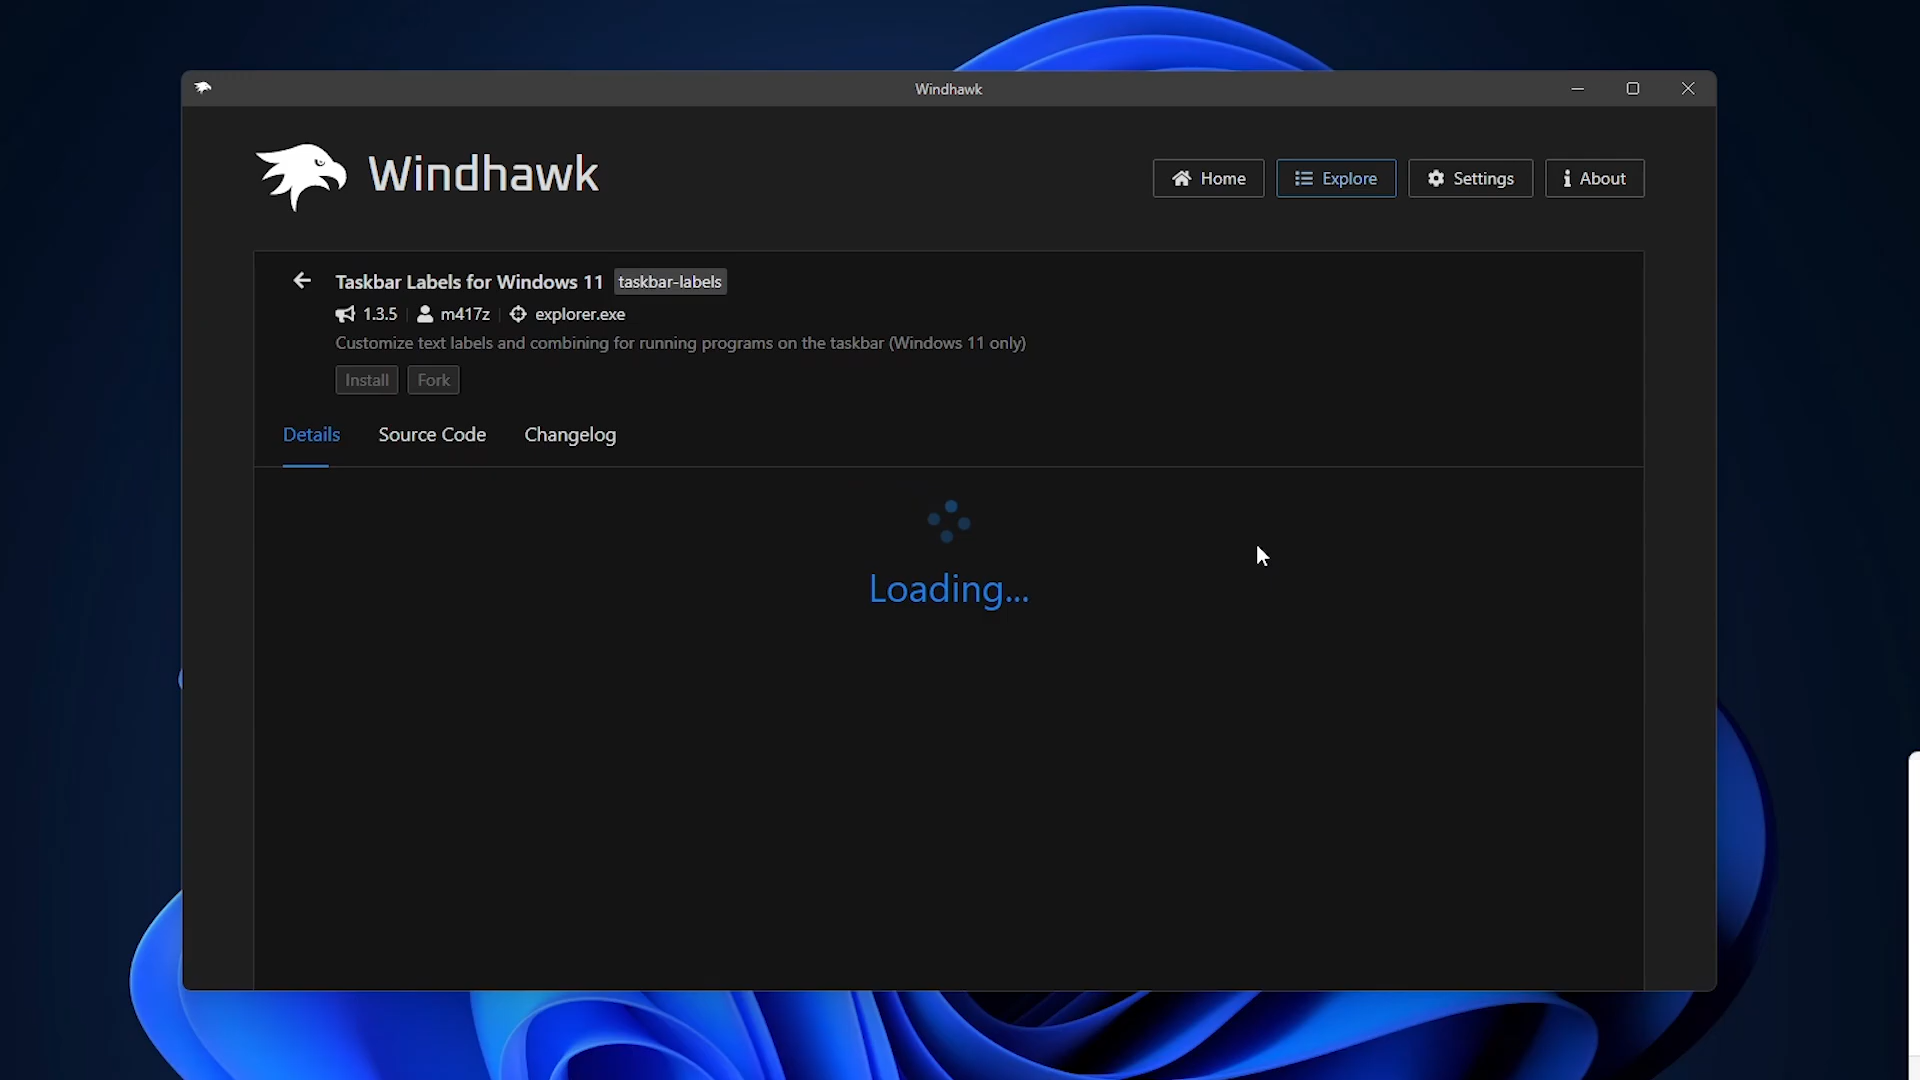 Windhawk
Windhawk
Home
Explore
Settings
About
Taskbar Labels for Windows 11 taskbar-labels
1.3.5 m417z explorer.exe
Customize text labels and combining for running programs on the taskbar (Windows 11 only)
Install Fork
Details Source Code Changelog
Loading...